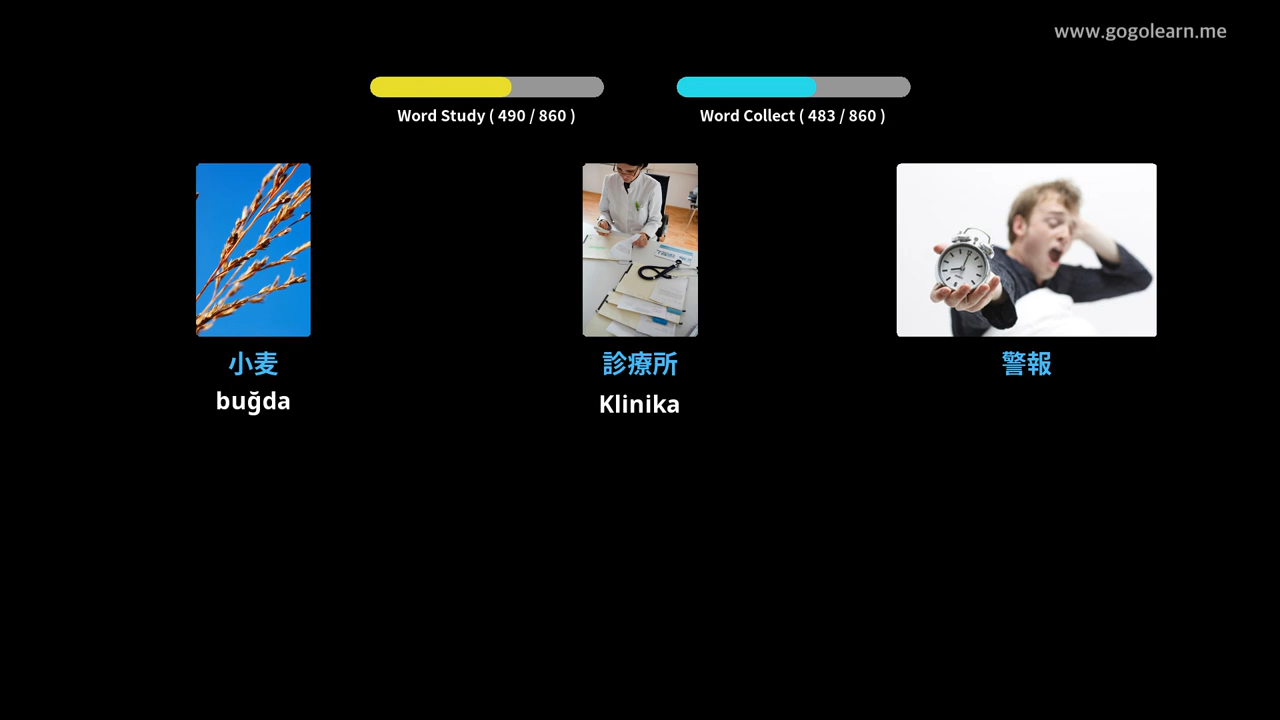 www.gogolearn.me
Word Study ( 490 / 860 )
Word Collect ( 483 / 860 )
小麦
buğda
診療所
Klinika
警報